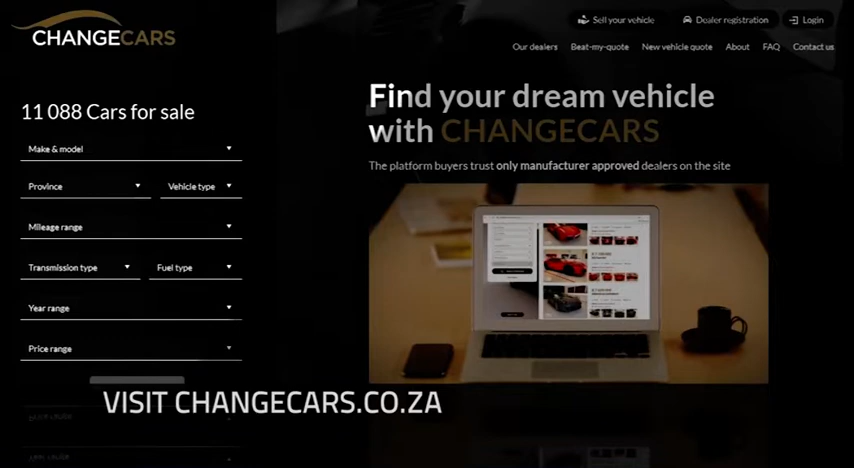 CHANGECARS
Sell your vehicle
Dealer registration
Login
Our dealers
Beat-my-quote
New vehicle quote
About
FAQ
Contact us
11 088 Cars for sale
Make & model
Province
Vehicle type
Mileage range
Transmission type
Fuel type
Year range
Price range
Find your dream vehicle
with CHANGECARS
The platform buyers trust only manufacturer approved dealers on the site
VISIT CHANGECARS.CO.ZA